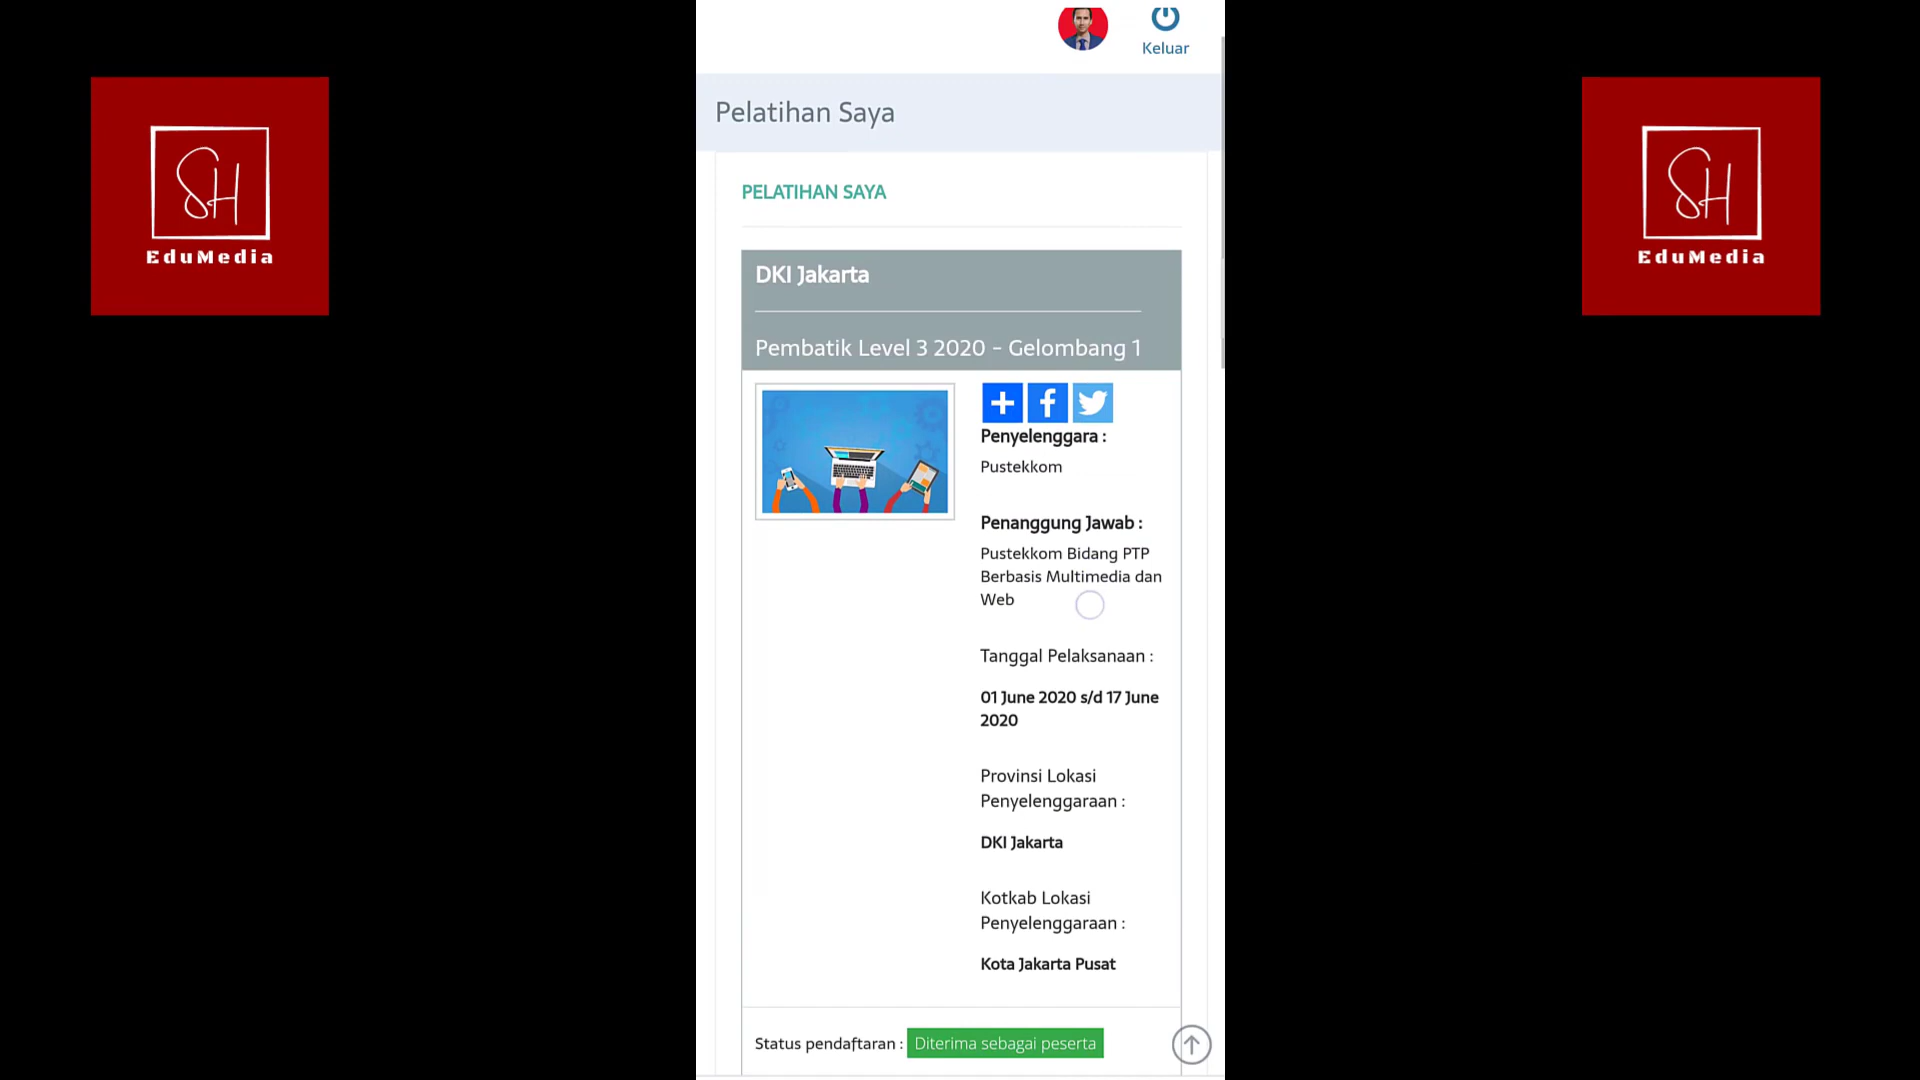 Keluar
Pelatihan Saya
SH
EduMedia
SH
EduMedia
PELATIHAN SAYA
DKI Jakarta
Pembatik Level 3 2020 - Gelombang 1
Penyelenggara :
Pustekkom
Penanggung Jawab :
Pustekkom Bidang PTP
Berbasis Multimedia dan
Web
Tanggal Pelaksanaan :
01 June 2020 s/d 17 June
2020
Provinsi Lokasi
Penyelenggaraan :
DKI Jakarta
Kotkab Lokasi
Penyelenggaraan :
Kota Jakarta Pusat
Status pendaftaran : Diterima sebagai peserta